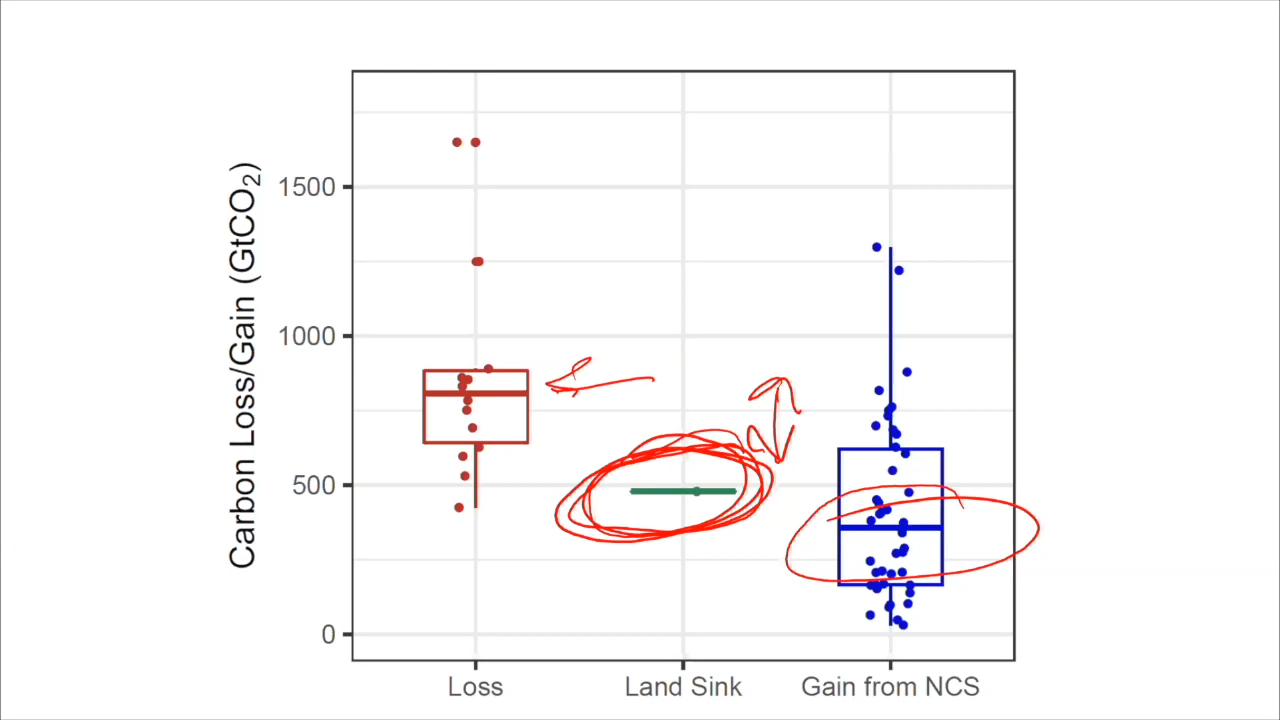 Carbon Loss/Gain (GtCO₂)
1500
1000
500
0
Loss
Land Sink
Gain from NCS